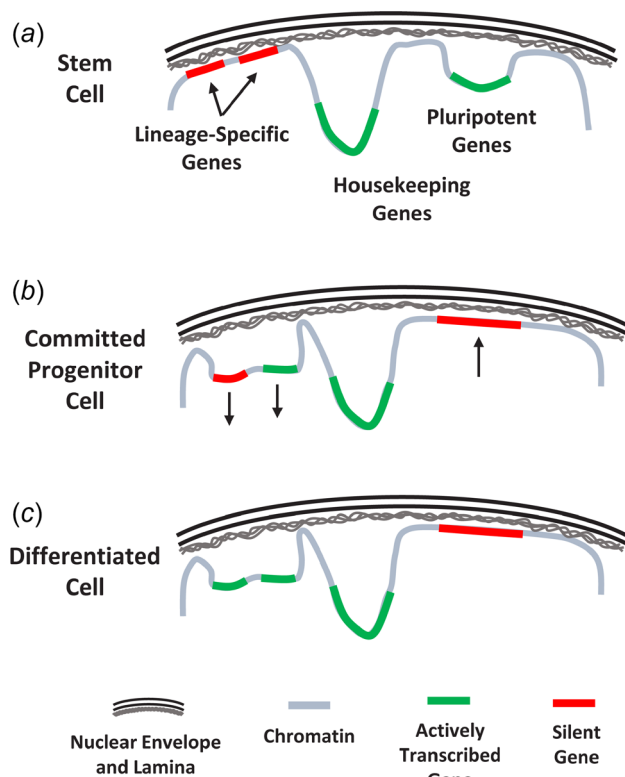 (a)
Stem
Cell
Lineage-Specific
Genes
Pluripotent
Genes
Housekeeping
Genes
(b)
Committed
Progenitor
Cell
(c)
Differentiated
Cell
Nuclear Envelope
and Lamina
Chromatin
Actively
Transcribed
Silent
Gene